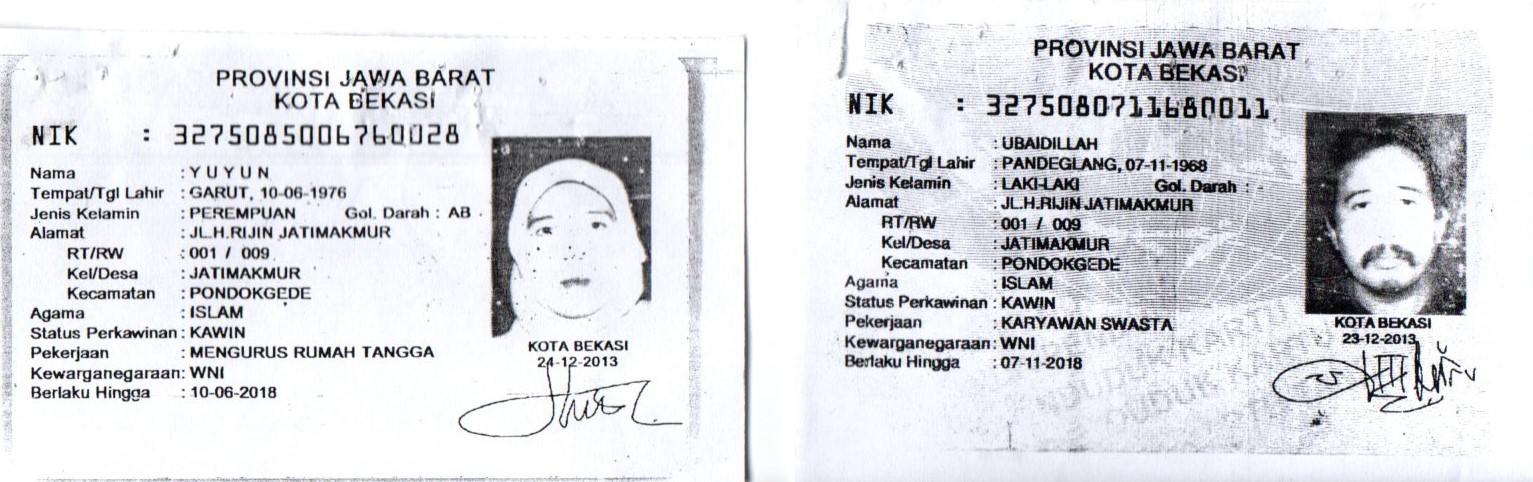 PROVINSI JAWA BARAT
KOTA BEKASI
NIK : 3275085006760028
Nama : Y U Y U N
Tempat/Tgl Lahir : GARUT, 10-06-1976
Jenis Kelamin : PEREMPUAN Gol. Darah : AB
Alamat : JL.H.RIJIN JATIMAKMUR
RT/RW : 001 / 009
Kel/Desa : JATIMAKMUR
Kecamatan : PONDOKGEDE
Agama : ISLAM
Status Perkawinan : KAWIN
Pekerjaan : MENGURUS RUMAH TANGGA
Kewarganegaraan : WNI
Berlaku Hingga : 10-06-2018
KOTA BEKASI
24-12-2013
PROVINSI JAWA BARAT
KOTA BEKASI
NIK : 3275080711680011
Nama : UBAIDILLAH
Tempat/Tgl Lahir : PANDEGLANG, 07-11-1968
Jenis Kelamin : LAKI-LAKI Gol. Darah : -
Alamat : JL.H.RIJIN JATIMAKMUR
RT/RW : 001 / 009
Kel/Desa : JATIMAKMUR
Kecamatan : PONDOKGEDE
Agama : ISLAM
Status Perkawinan : KAWIN
Pekerjaan : KARYAWAN SWASTA
Kewarganegaraan : WNI
Berlaku Hingga : 07-11-2018
KOTA BEKASI
23-12-2013